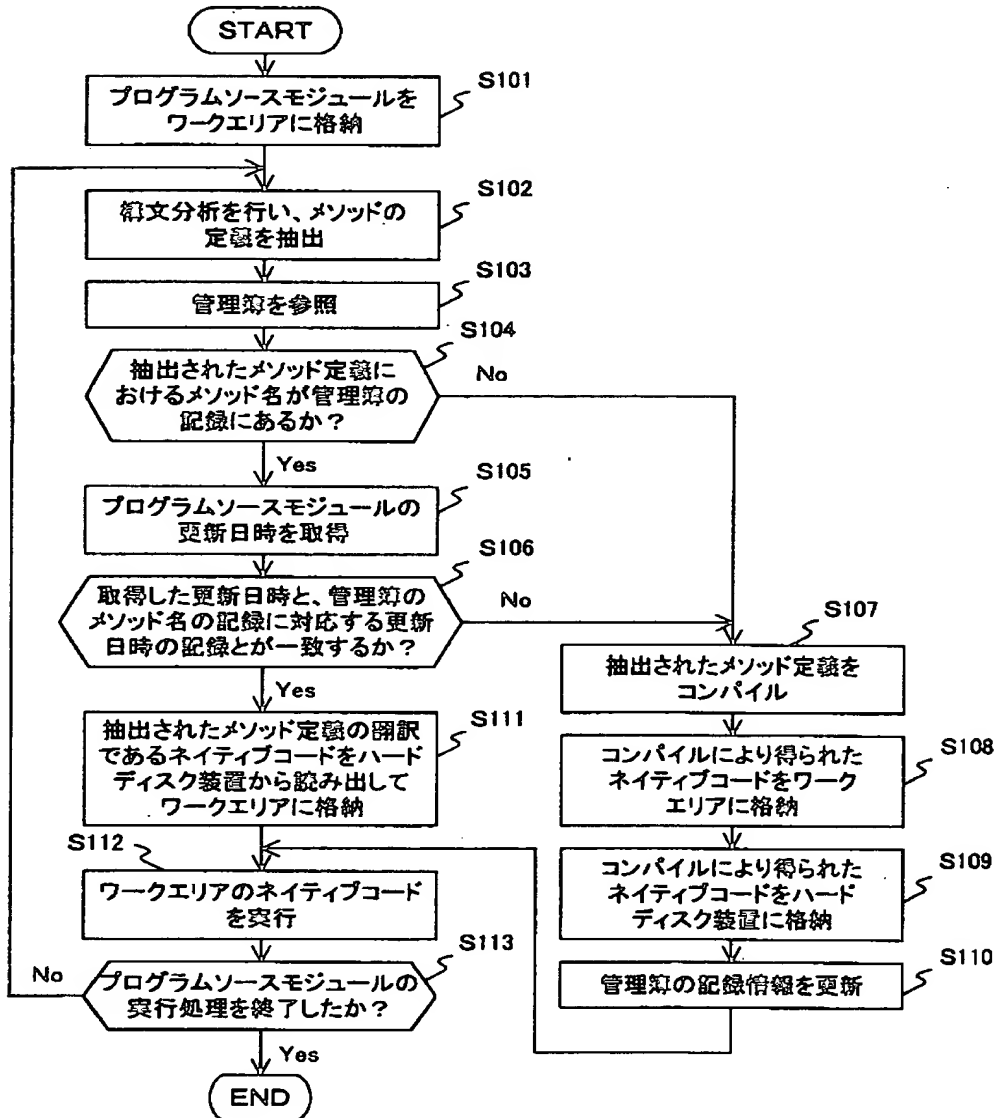 START
S101
プログラムソースモジュールを
ワークエリアに格納
S102
構文分析を行い、メソッドの
定義を抽出
S103
管理簿を参照
S104
抽出されたメソッド定義に
おけるメソッド名が管理簿の
記録にあるか?
No
Yes
S105
プログラムソースモジュールの
更新日時を取得
S106
取得した更新日時と、管理簿の
メソッド名の記録に対応する更新
日時の記録とが一致するか?
No
Yes
S107
抽出されたメソッド定義を
コンパイル
S111
抽出されたメソッド定義の翻訳
であるネイティブコードをハード
ディスク装置から読み出して
ワークエリアに格納
S108
コンパイルにより得られた
ネイティブコードをワーク
エリアに格納
S109
コンパイルにより得られた
ネイティブコードをハード
ディスク装置に格納
S112
ワークエリアのネイティブコード
を実行
S110
管理簿の記録情報を更新
S113
プログラムソースモジュールの
実行処理を終了したか?
No
Yes
END